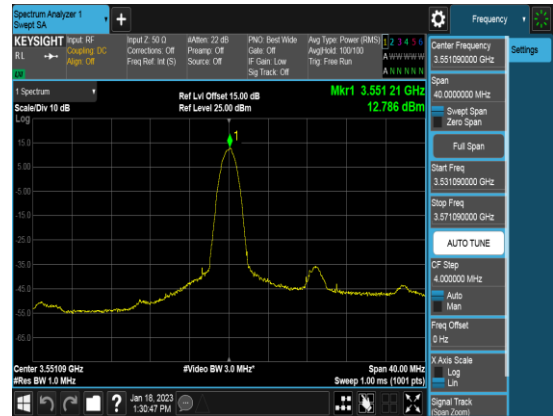 Spectrum Analyzer 1
Swept SA
+
Frequency
KEYSIGHT
RL
Input: RF
Coupling: DC
Align: Off
Input Z: 50 Ω
Corrections: Off
Freq Ref: Int (S)
#Atten: 22 dB
Preamp: Off
Source: Off
PNO: Best Wide
Gate: Off
IF Gain: Low
Sig Track: Off
Avg Type: Power (RMS)
Avg|Hold: 100/100
Trig: Free Run
1 2 3 4 5 6
A W W W W W
A N N N N N
1 Spectrum
Scale/Div 10 dB
Log
Ref Lvl Offset 15.00 dB
Ref Level 25.00 dBm
Mkr1 3.551 21 GHz
12.786 dBm
1
15.0
5.00
-5.00
-15.0
-25.0
-35.0
-45.0
-55.0
-65.0
Center 3.55109 GHz
#Res BW 1.0 MHz
#Video BW 3.0 MHz*
Span 40.00 MHz
Sweep 1.00 ms (1001 pts)
Center Frequency
3.551090000 GHz
Span
40.0000000 MHz
Swept Span
Zero Span
Full Span
Start Freq
3.531090000 GHz
Stop Freq
3.571090000 GHz
AUTO TUNE
CF Step
4.000000 MHz
Auto
Man
Freq Offset
0 Hz
X Axis Scale
Log
Lin
Signal Track
(Span Zoom)
Settings
?
Jan 18, 2023
1:30:47 PM